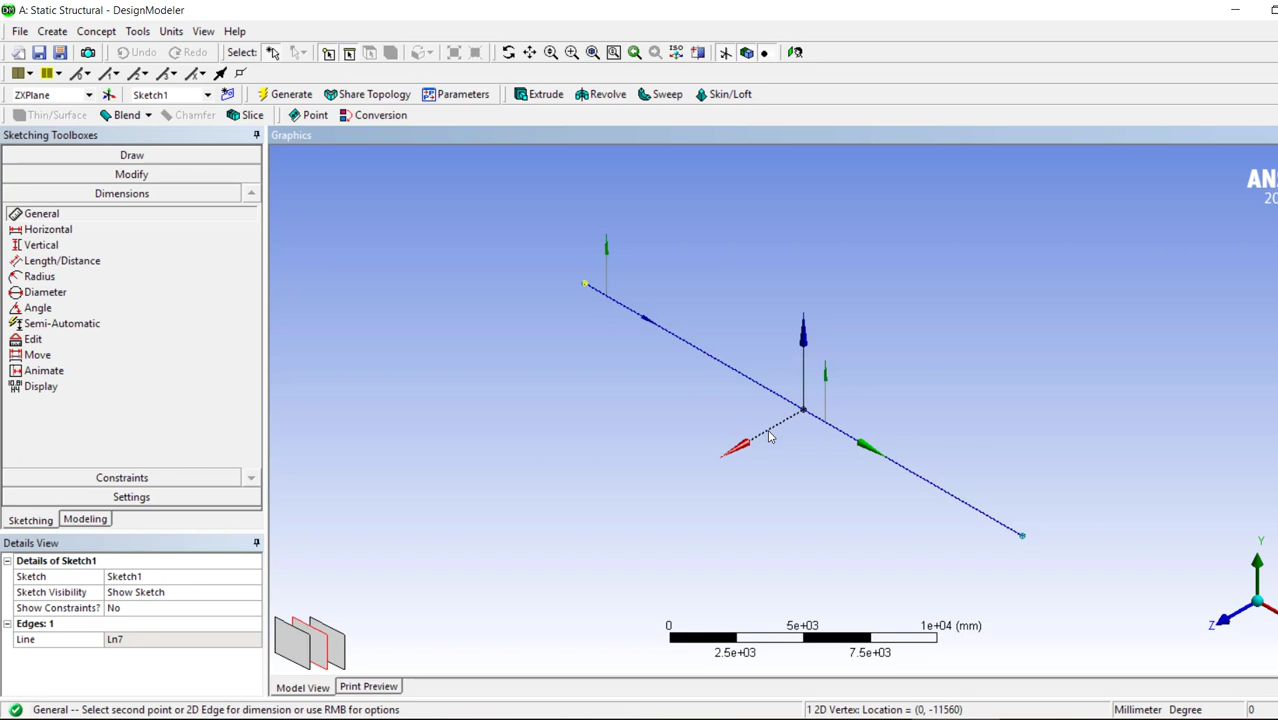 A: Static Structural - DesignModeler
File Create Concept Tools Units View Help
Undo Redo Select: ISO
ZXPlane Sketch1 Generate Share Topology Parameters Extrude Revolve Sweep Skin/Loft
Thin/Surface Blend Chamfer Slice Point Conversion
Sketching Toolboxes
Draw
Modify
Dimensions
General
Horizontal
Vertical
Length/Distance
Radius
Diameter
Angle
Semi-Automatic
Edit
Move
Animate
Display
Constraints
Settings
Sketching Modeling
Details View
Details of Sketch1
Sketch Sketch1
Sketch Visibility Show Sketch
Show Constraints? No
Edges: 1
Line Ln7
Graphics
ANS
20
Y
Z
0 5e+03 1e+04 (mm)
2.5e+03 7.5e+03
Model View Print Preview
General -- Select second point or 2D Edge for dimension or use RMB for options 1 2D Vertex: Location = (0, -11560) Millimeter Degree 0